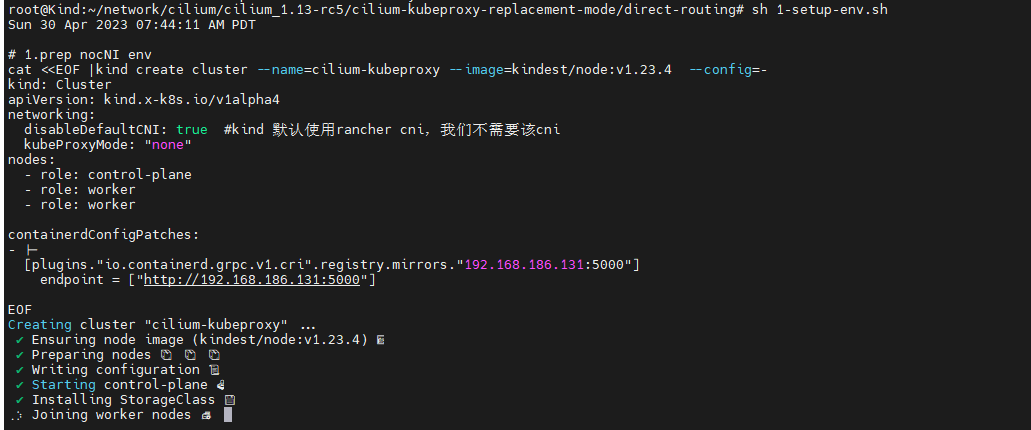 root@Kind:~/network/cilium/cilium_1.13-rc5/cilium-kubeproxy-replacement-mode/direct-routing# sh 1-setup-env.sh
Sun 30 Apr 2023 07:44:11 AM PDT
# 1.prep nocNI env
cat <<EOF |kind create cluster --name=cilium-kubeproxy --image=kindest/node:v1.23.4  --config=-
kind: Cluster
apiVersion: kind.x-k8s.io/v1alpha4
networking:
  disableDefaultCNI: true  #kind 默认使用rancher cni，我们不需要该cni
  kubeProxyMode: "none"
nodes:
  - role: control-plane
  - role: worker
  - role: worker
containerdConfigPatches:
- |-
  [plugins."io.containerd.grpc.v1.cri".registry.mirrors."192.168.186.131:5000"]
    endpoint = ["http://192.168.186.131:5000"]
EOF
Creating cluster "cilium-kubeproxy" ...
 ✔ Ensuring node image (kindest/node:v1.23.4) 🖼
 ✔ Preparing nodes 📦 📦 📦
 ✔ Writing configuration 📜
 ✔ Starting control-plane 🕹
 ✔ Installing StorageClass 💾
 Joining worker nodes 🚜